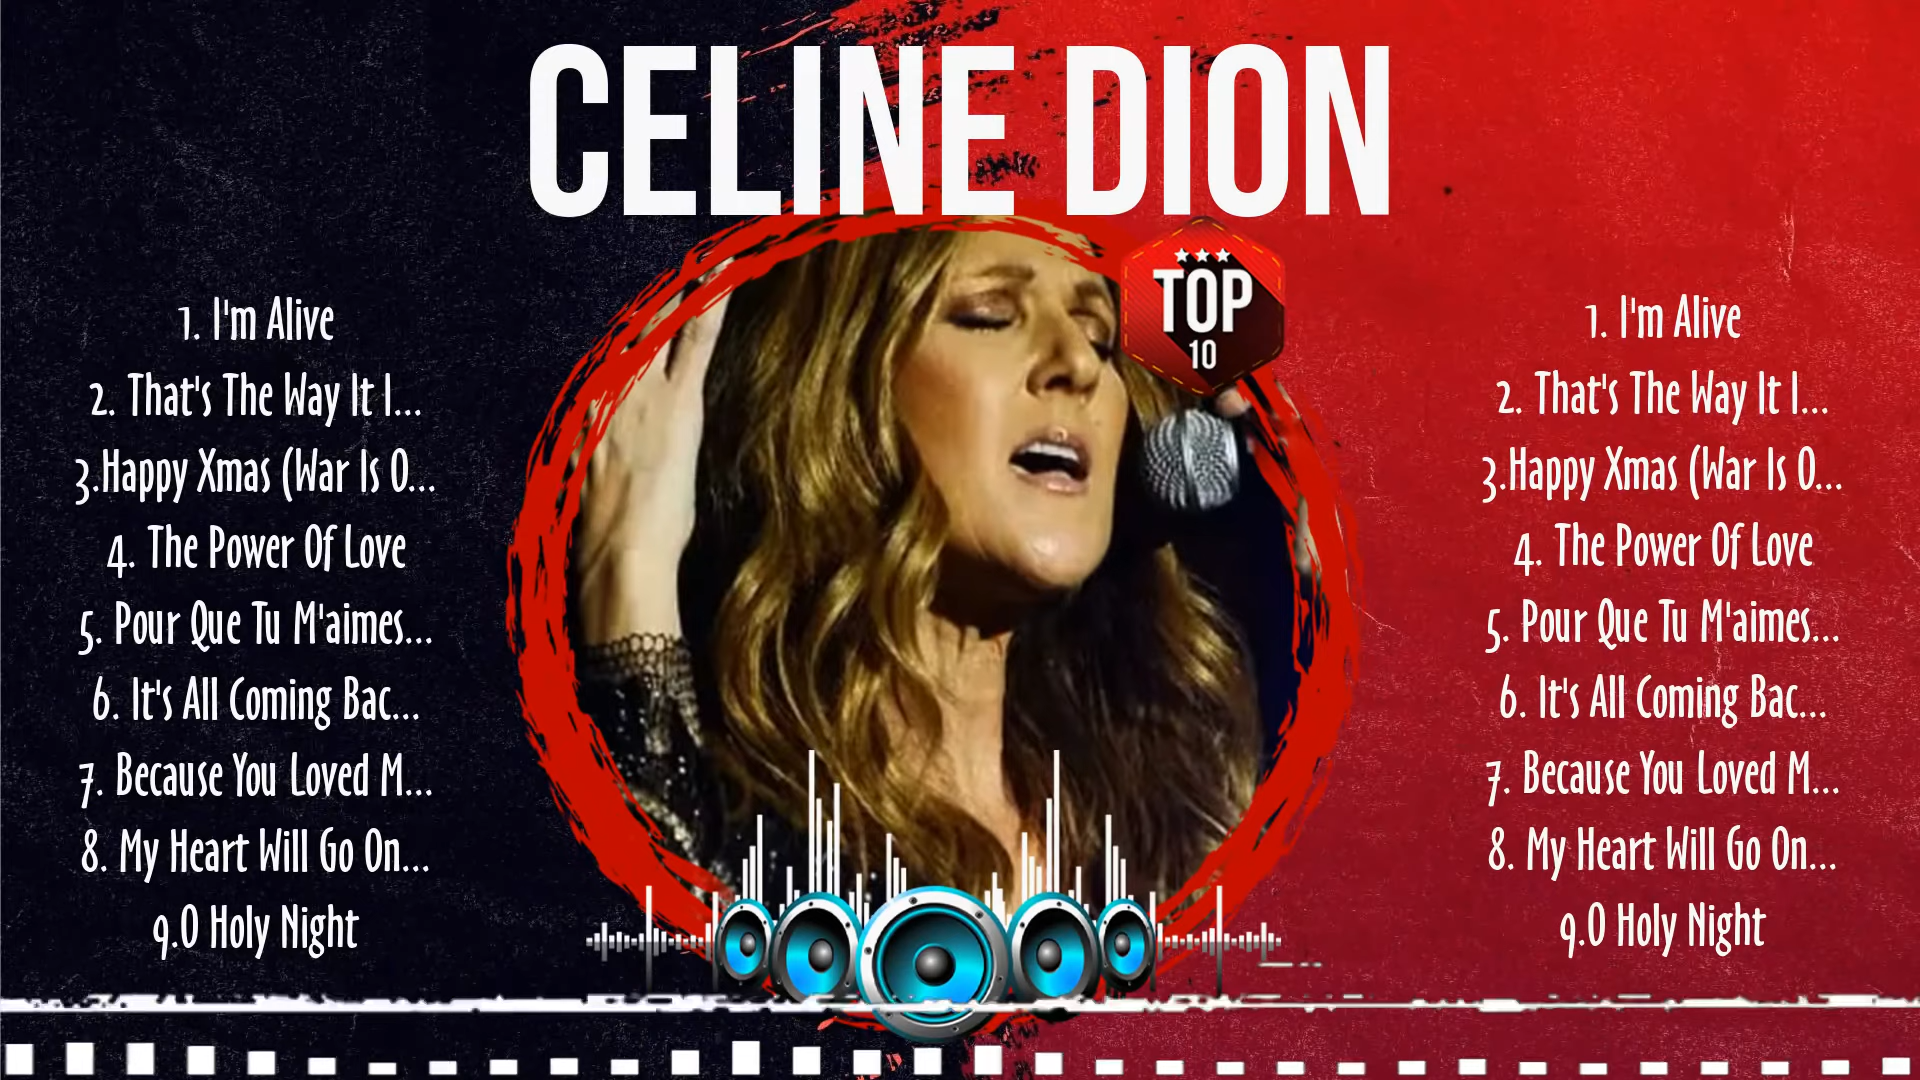 CELINE DION
TOP
10
1. I'm Alive
2. That's The Way It I...
3.Happy Xmas (War Is O...
4. The Power Of Love
5. Pour Que Tu M'aimes...
6. It's All Coming Bac...
7. Because You Loved M...
8. My Heart Will Go On...
9.O Holy Night
1. I'm Alive
2. That's The Way It I...
3.Happy Xmas (War Is O...
4. The Power Of Love
5. Pour Que Tu M'aimes...
6. It's All Coming Bac...
7. Because You Loved M...
8. My Heart Will Go On...
9.O Holy Night